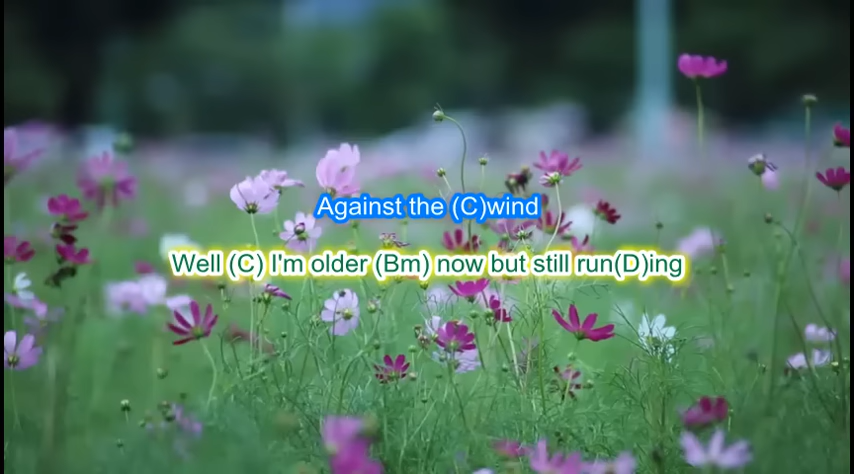 Against the (C)wind
Well (C) I'm older (Bm) now but still run(D)ing